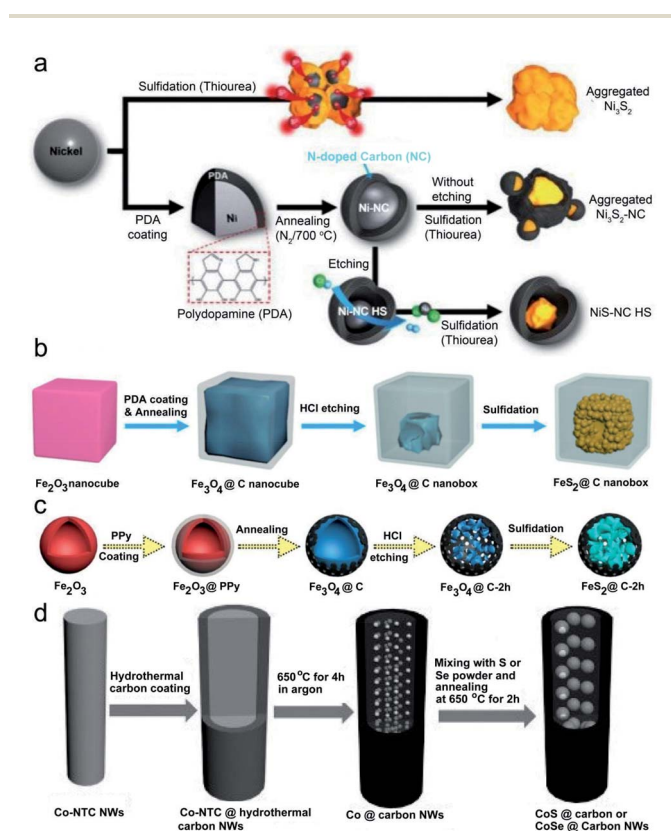 a
Sulfidation (Thiourea)
Aggregated
Ni₃S₂
Nickel
N-doped Carbon (NC)
PDA
Ni
Ni-NC
Without
etching
Sulfidation
(Thiourea)
Aggregated
Ni₃S₂-NC
PDA
coating
Annealing
(N₂/700 °C)
Etching
Polydopamine (PDA)
Ni-NC HS
Sulfidation
(Thiourea)
NiS-NC HS
b
PDA coating
& Annealing
HCl etching
Sulfidation
Fe₂O₃ nanocube
Fe₃O₄@ C nanocube
Fe₃O₄@ C nanobox
FeS₂@ C nanobox
c
PPy
Coating
Annealing
HCl
etching
Sulfidation
Fe₂O₃
Fe₂O₃@ PPy
Fe₃O₄@ C
Fe₃O₄@ C-2h
FeS₂@ C-2h
d
Hydrothermal
carbon coating
650 °C for 4h
in argon
Mixing with S or
Se powder and
annealing
at 650 °C for 2h
Co-NTC NWs
Co-NTC @ hydrothermal
carbon NWs
Co @ carbon NWs
CoS @ carbon or
CoSe @ Carbon NWs